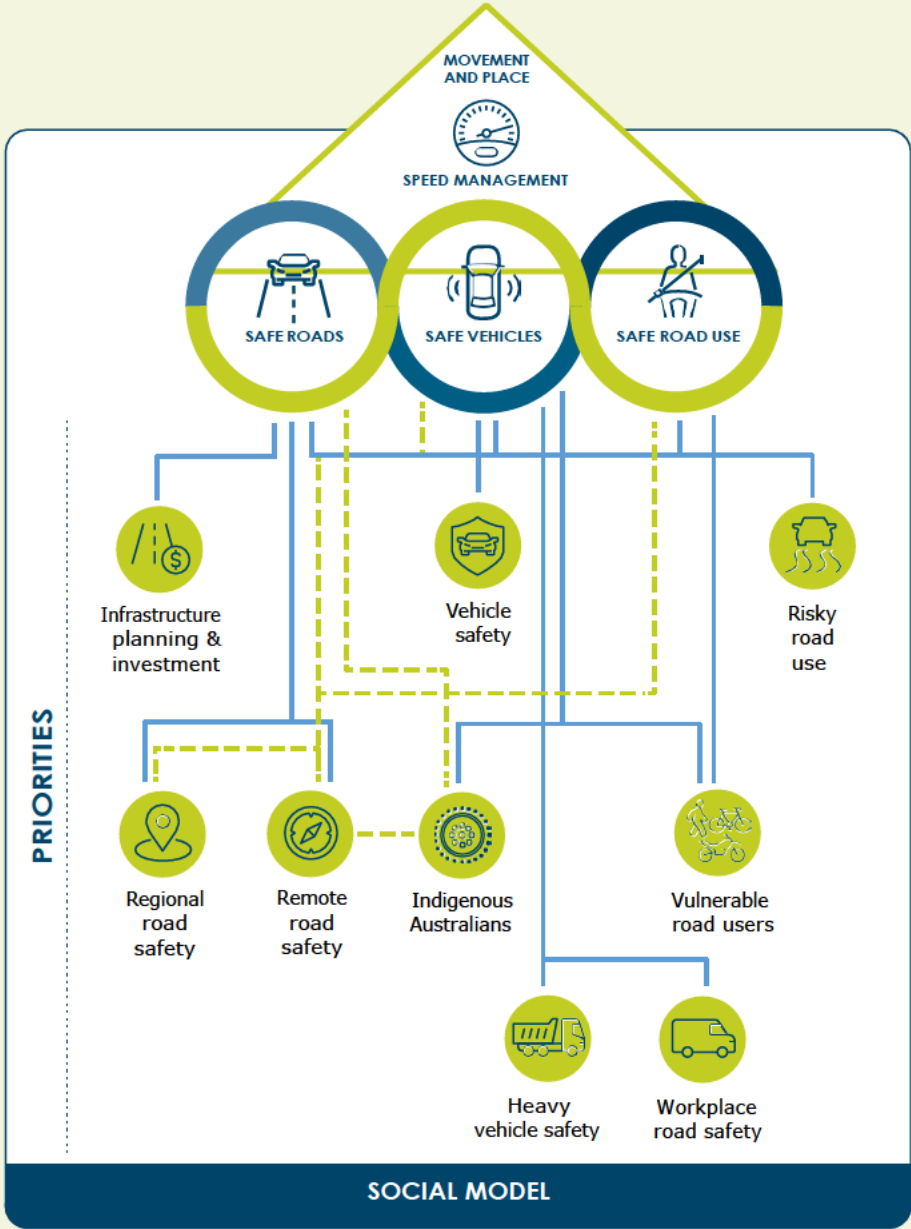 MOVEMENT
AND PLACE
SPEED MANAGEMENT
SAFE ROADS
SAFE VEHICLES
SAFE ROAD USE
PRIORITIES
$
Infrastructure
planning &
investment
Vehicle
safety
Risky
road
use
Regional
road
safety
Remote
road
safety
Indigenous
Australians
Vulnerable
road users
Heavy
vehicle safety
Workplace
road safety
SOCIAL MODEL